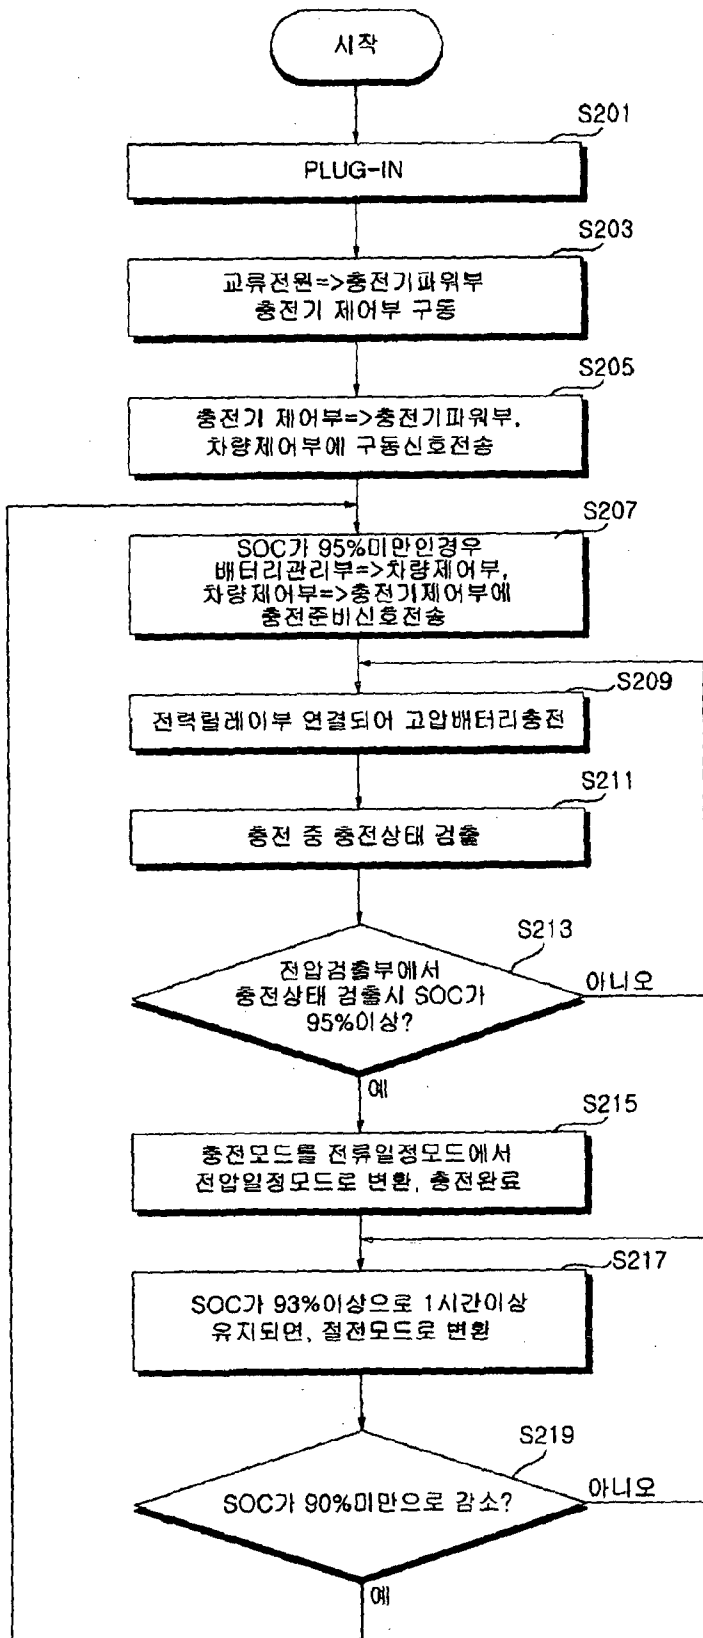 시작
S201
PLUG-IN
S203
교류전원=>충전기파워부
충전기 제어부 구동
S205
충전기 제어부=>충전기파워부,
차량제어부에 구동신호전송
S207
SOC가 95%미만인경우
배터리관리부=>차량제어부,
차량제어부=>충전기제어부에
충전준비신호전송
S209
전력릴레이부 연결되어 고압배터리충전
S211
충전 중 충전상태 검출
S213
전압검출부에서
충전상태 검출시 SOC가
95%이상?
아니오
예
S215
충전모드를 전류일정모드에서
전압일정모드로 변환, 충전완료
S217
SOC가 93%이상으로 1시간이상
유지되면, 절전모드로 변환
S219
SOC가 90%미만으로 감소?
아니오
예